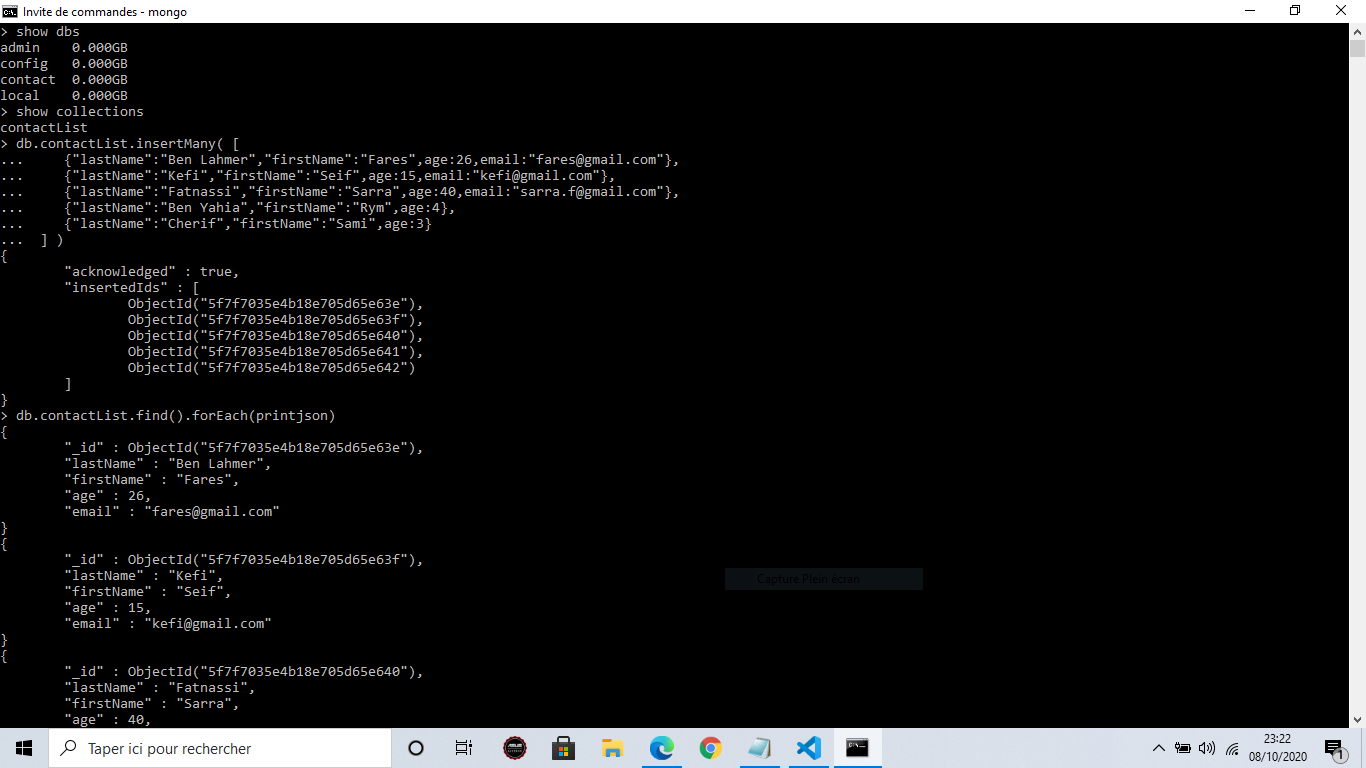 Invite de commandes - mongo
> show dbs
admin    0.000GB
config   0.000GB
contact  0.000GB
local    0.000GB
> show collections
contactList
> db.contactList.insertMany( [
...     {"lastName":"Ben Lahmer","firstName":"Fares",age:26,email:"fares@gmail.com"},
...     {"lastName":"Kefi","firstName":"Seif",age:15,email:"kefi@gmail.com"},
...     {"lastName":"Fatnassi","firstName":"Sarra",age:40,email:"sarra.f@gmail.com"},
...     {"lastName":"Ben Yahia","firstName":"Rym",age:4},
...     {"lastName":"Cherif","firstName":"Sami",age:3}
...  ] )
{
        "acknowledged" : true,
        "insertedIds" : [
                ObjectId("5f7f7035e4b18e705d65e63e"),
                ObjectId("5f7f7035e4b18e705d65e63f"),
                ObjectId("5f7f7035e4b18e705d65e640"),
                ObjectId("5f7f7035e4b18e705d65e641"),
                ObjectId("5f7f7035e4b18e705d65e642")
        ]
}
> db.contactList.find().forEach(printjson)
{
        "_id" : ObjectId("5f7f7035e4b18e705d65e63e"),
        "lastName" : "Ben Lahmer",
        "firstName" : "Fares",
        "age" : 26,
        "email" : "fares@gmail.com"
}
{
        "_id" : ObjectId("5f7f7035e4b18e705d65e63f"),
        "lastName" : "Kefi",
        "firstName" : "Seif",
        "age" : 15,
        "email" : "kefi@gmail.com"
}
{
        "_id" : ObjectId("5f7f7035e4b18e705d65e640"),
        "lastName" : "Fatnassi",
        "firstName" : "Sarra",
        "age" : 40,
Capture Plein écran
Taper ici pour rechercher
23:22
08/10/2020
1